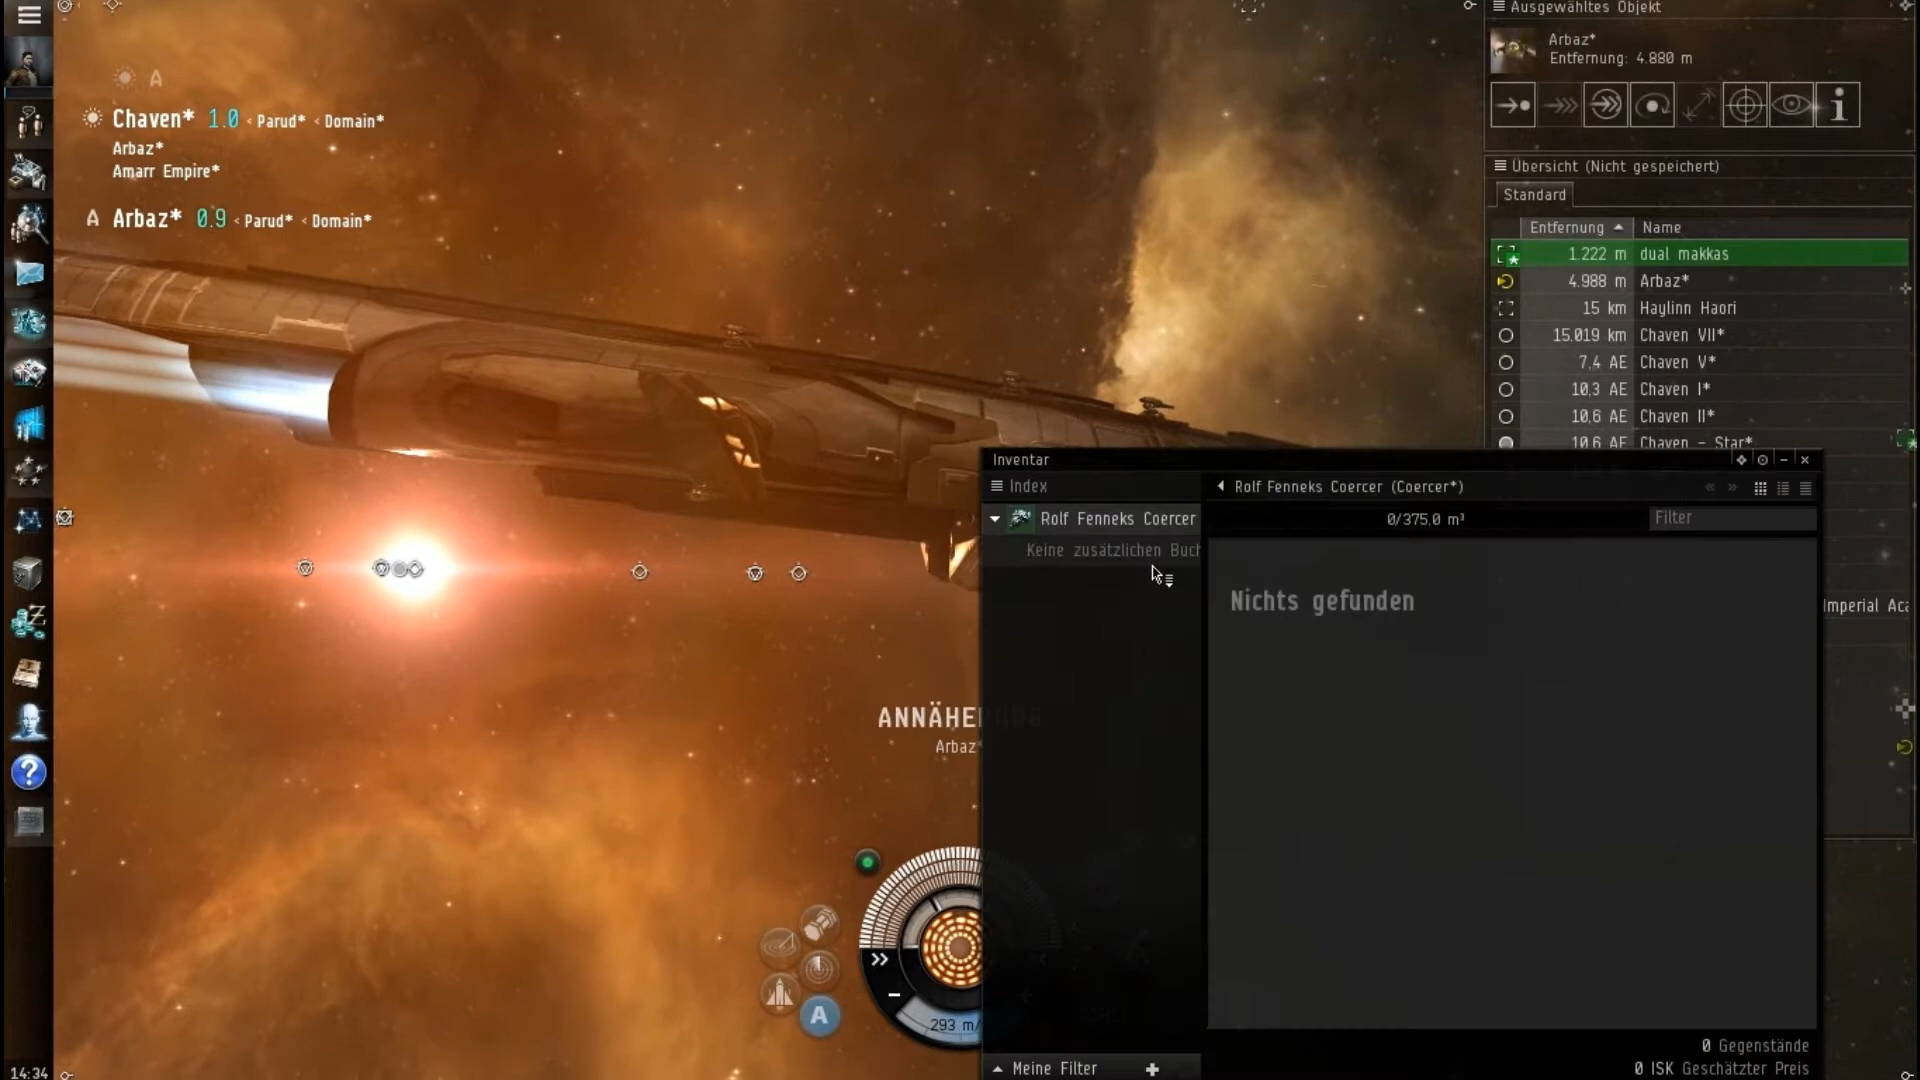 A
Chaven* 1.0 < Parud* < Domain*
Arbaz*
Amarr Empire*
A Arbaz* 0.9 < Parud* < Domain*
Ausgewähltes Objekt
Arbaz*
Entfernung: 4.880 m
Übersicht (Nicht gespeichert)
Standard
Entfernung Name
1.222 m dual makkas
4.988 m Arbaz*
15 km Haylinn Haori
15.019 km Chaven VII*
7,4 AE Chaven V*
10,3 AE Chaven I*
10,6 AE Chaven II*
10,6 AE Chaven - Star*
Imperial
Inventar
Index
Rolf Fenneks Coercer (Coercer*)
Rolf Fenneks Coercer
0/375,0 m³
Filter
Keine zusätzlichen
Nichts gefunden
Arbaz
A
293
Meine Filter +
0 Gegenstände
0 ISK Geschätzter Preis
14:34